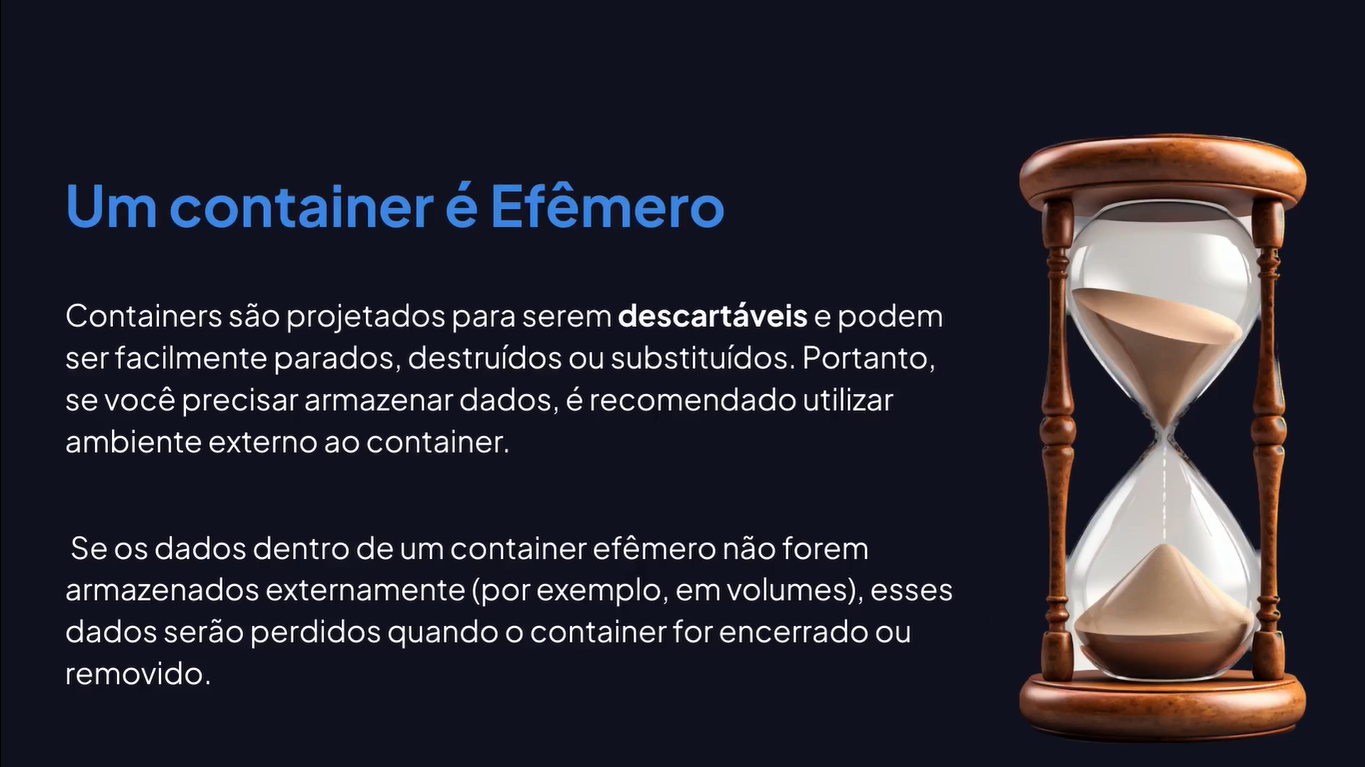 Um container é Efêmero
Containers são projetados para serem descartáveis e podem
ser facilmente parados, destruídos ou substituídos. Portanto,
se você precisar armazenar dados, é recomendado utilizar
ambiente externo ao container.
Se os dados dentro de um container efêmero não forem
armazenados externamente (por exemplo, em volumes), esses
dados serão perdidos quando o container for encerrado ou
removido.